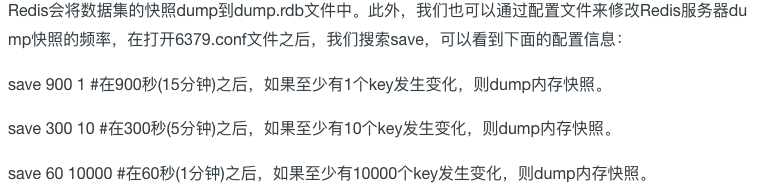 Redis会将数据集的快照dump到dump.rdb文件中。此外，我们也可以通过配置文件来修改Redis服务器du
mp快照的频率，在打开6379.conf文件之后，我们搜索save，可以看到下面的配置信息：
save 900 1 #在900秒(15分钟)之后，如果至少有1个key发生变化，则dump内存快照。
save 300 10 #在300秒(5分钟)之后，如果至少有10个key发生变化，则dump内存快照。
save 60 10000 #在60秒(1分钟)之后，如果至少有10000个key发生变化，则dump内存快照。